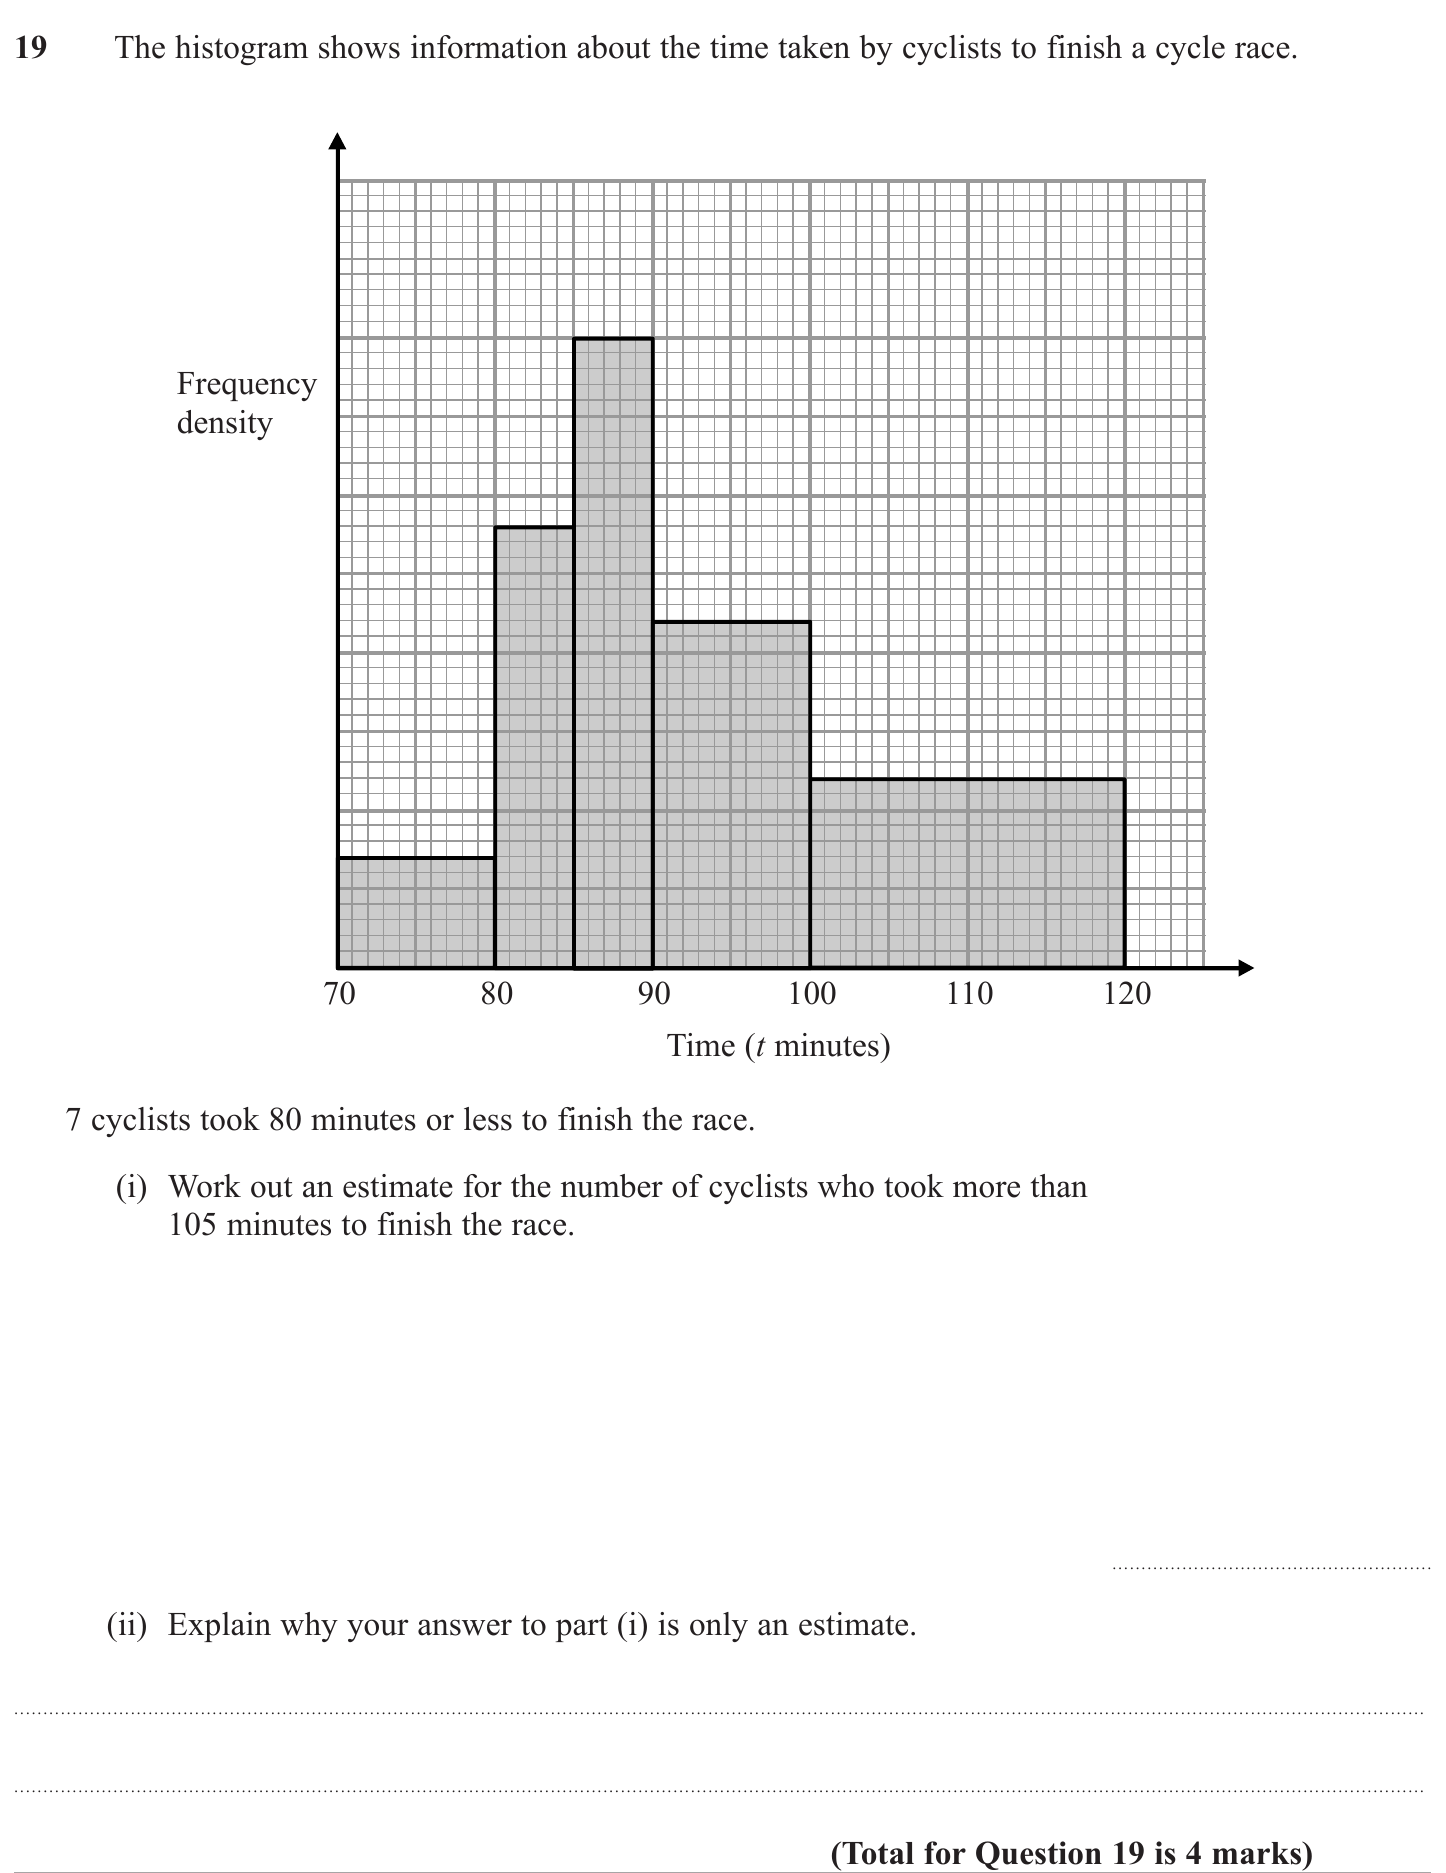 19 The histogram shows information about the time taken by cyclists to finish a cycle race.
Frequency
density
70 80 90 100 110 120
Time (t minutes)
7 cyclists took 80 minutes or less to finish the race.
(i) Work out an estimate for the number of cyclists who took more than
105 minutes to finish the race.
(ii) Explain why your answer to part (i) is only an estimate.
(Total for Question 19 is 4 marks)